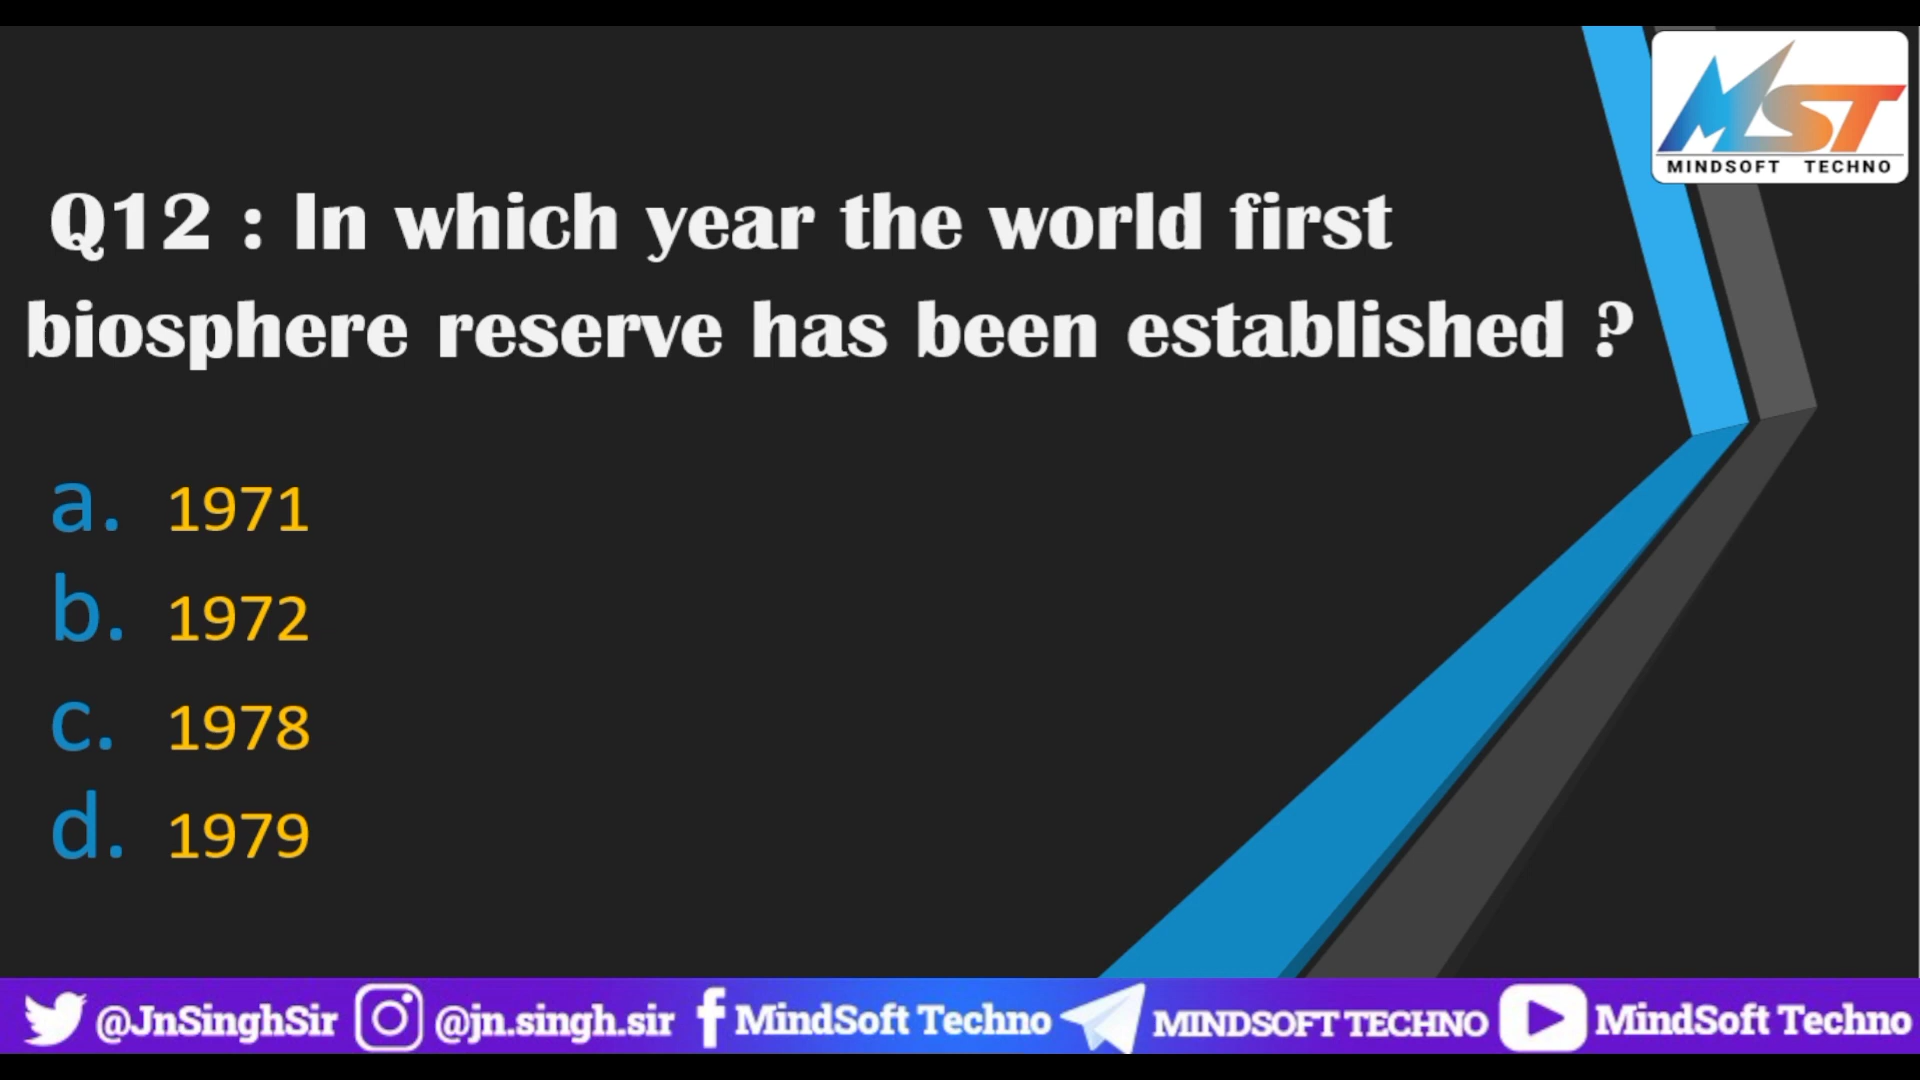 MST
MINDSOFT TECHNO
Q12 : In which year the world first
biosphere reserve has been established ?
a. 1971
b. 1972
c. 1978
d. 1979
@JnSinghSir @jn.singh.sir f MindSoft Techno MINDSOFT TECHNO MindSoft Techno